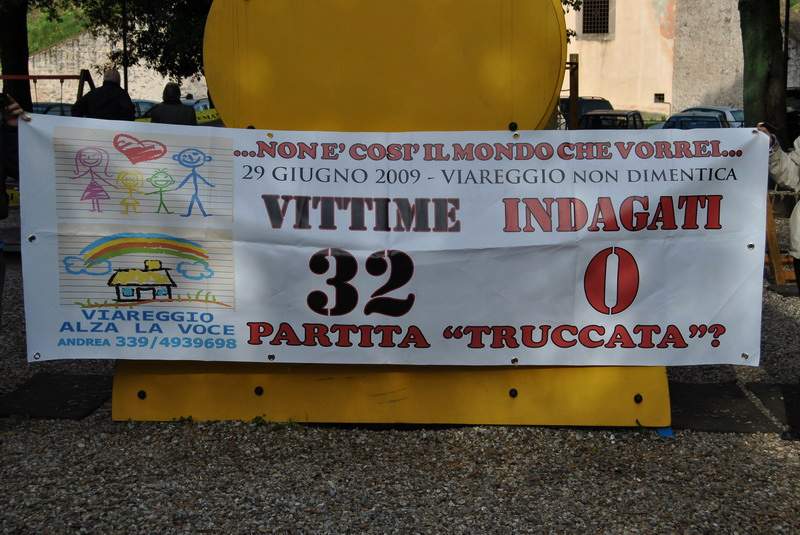 ...NON E' COSI' IL MONDO CHE VORREI...
29 GIUGNO 2009 - VIAREGGIO NON DIMENTICA
VITTIME INDAGATI
32 0
PARTITA “TRUCCATA”?
VIAREGGIO
ALZA LA VOCE
ANDREA 339/4939698